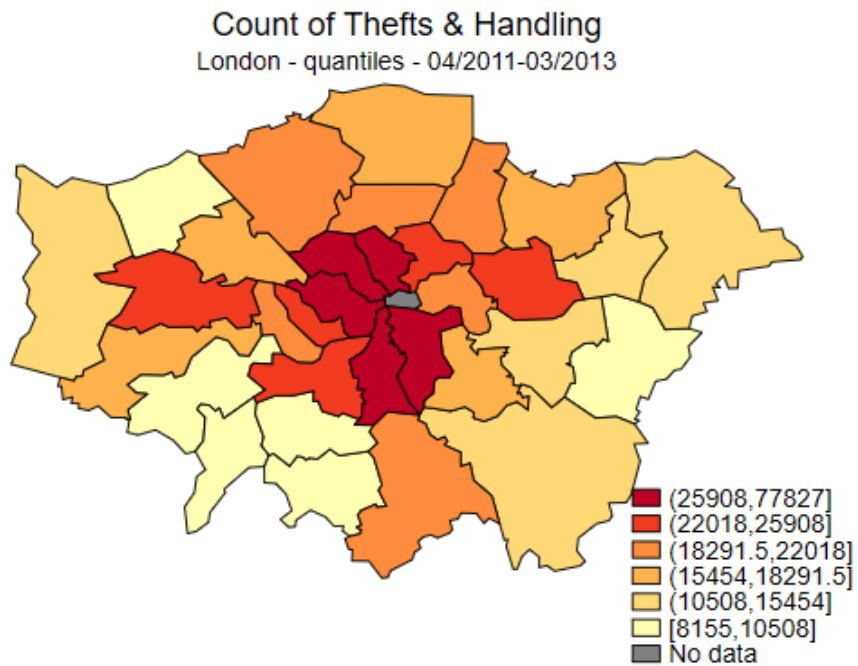 Count of Thefts & Handling
London - quantiles - 04/2011-03/2013
(25908,77827]
(22018,25908]
(18291.5,22018]
(15454,18291.5]
(10508,15454]
[8155,10508]
No data